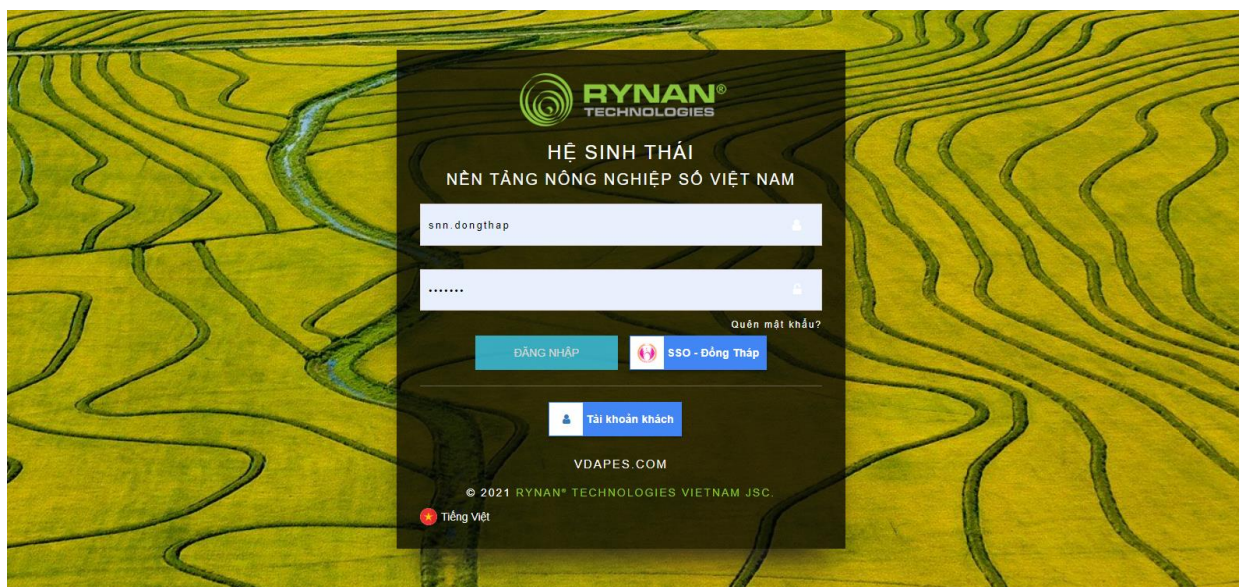 RYNAN®
TECHNOLOGIES
HỆ SINH THÁI
NỀN TẢNG NÔNG NGHIỆP SỐ VIỆT NAM
snn.dongthap
•••••••
Quên mật khẩu?
ĐĂNG NHẬP
SSO - Đồng Tháp
Tài khoản khách
VDAPES.COM
© 2021 RYNAN® TECHNOLOGIES VIETNAM JSC.
Tiếng Việt